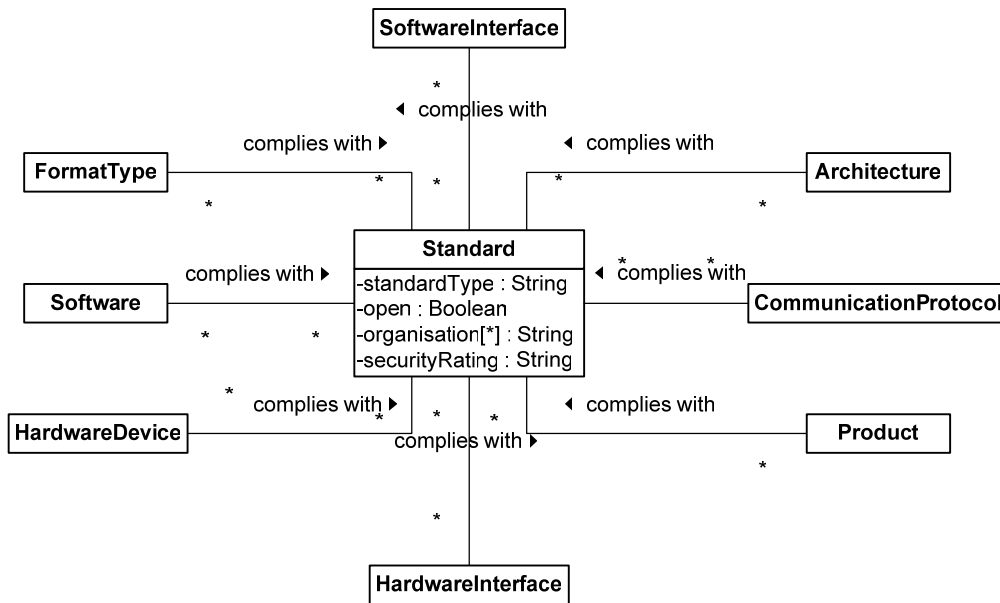 SoftwareInterface
*
◄ complies with
complies with ►
◄ complies with
FormatType
*
*
*
Architecture
*
*
Standard
complies with ►
*
*
◄ complies with
-standardType : String
Software
-open : Boolean
CommunicationProtocol
*
*
-organisation[*] : String
-securityRating : String
*
complies with ►
◄ complies with
*
*
*
HardwareDevice
complies with ►
Product
*
*
HardwareInterface